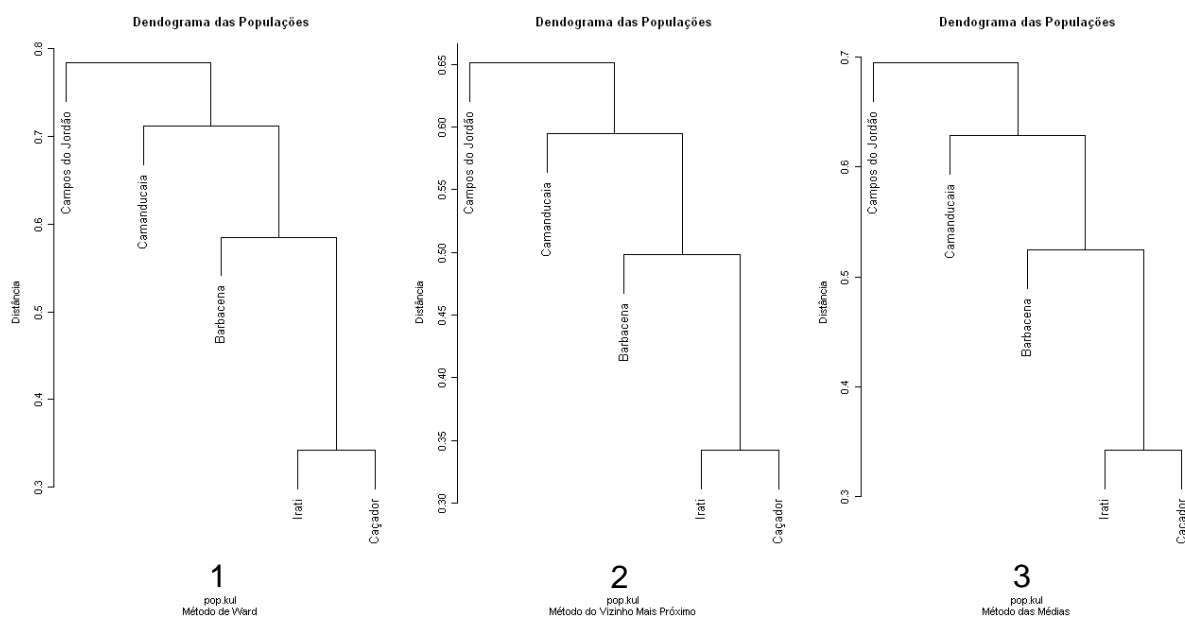 Dendograma das Populações
0.8
0.7
0.6
0.5
0.4
0.3
Distância
Campos do Jordão
Camanducaia
Barbacena
Irati
Caçador
1
pop.kul
Método de Ward
Dendograma das Populações
0.65
0.60
0.55
0.50
0.45
0.40
0.35
0.30
Distância
Campos do Jordão
Camanducaia
Barbacena
Irati
Caçador
2
pop.kul
Método do Vizinho Mais Próximo
Dendograma das Populações
0.7
0.6
0.5
0.4
0.3
Distância
Campos do Jordão
Camanducaia
Barbacena
Irati
Caçador
3
pop.kul
Método das Médias